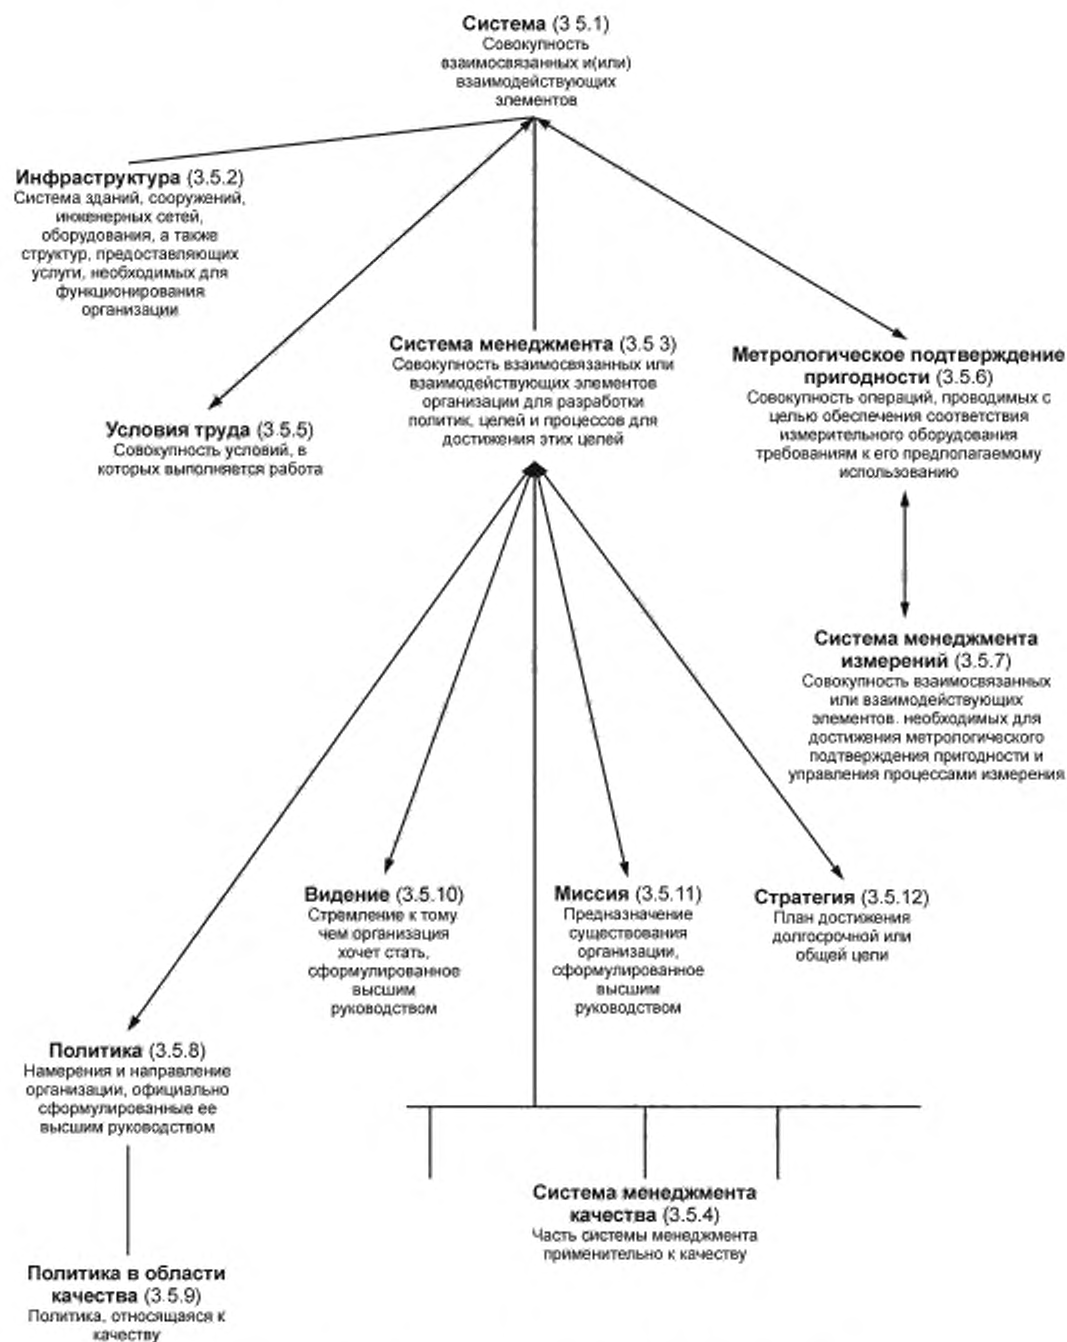 Система (3 5.1)
Совокупность
взаимосвязанных и(или)
взаимодействующих
элементов
Инфраструктура (3.5.2)
Система зданий, сооружений,
инженерных сетей,
оборудования, а также
структур, предоставляющих
услуги, необходимых для
функционирования
организации
Система менеджмента (3.5 3)
Совокупность взаимосвязанных или
взаимодействующих элементов
организации для разработки
политик, целей и процессов для
достижения этих целей
Метрологическое подтверждение
пригодности (3.5.6)
Совокупность операций, проводимых с
целью обеспечения соответствия
измерительного оборудования
требованиям к его предполагаемому
использованию
Условия труда (3.5.5)
Совокупность условий, в
которых выполняется работа
Система менеджмента
измерений (3.5.7)
Совокупность взаимосвязанных
или взаимодействующих
элементов. необходимых для
достижения метрологического
подтверждения пригодности и
управления процессами измерения
Видение (3.5.10)
Стремление к тому
чем организация
хочет стать,
сформулированное
высшим
руководством
Миссия (3.5.11)
Предназначение
существования
организации,
сформулированное
высшим
руководством
Стратегия (3.5.12)
План достижения
долгосрочной или
общей цели
Политика (3.5.8)
Намерения и направление
организации, официально
сформулированные ее
высшим руководством
Система менеджмента
качества (3.5.4)
Часть системы менеджмента
применительно к качеству
Политика в области
качества (3.5.9)
Политика, относящаяся к
качеству